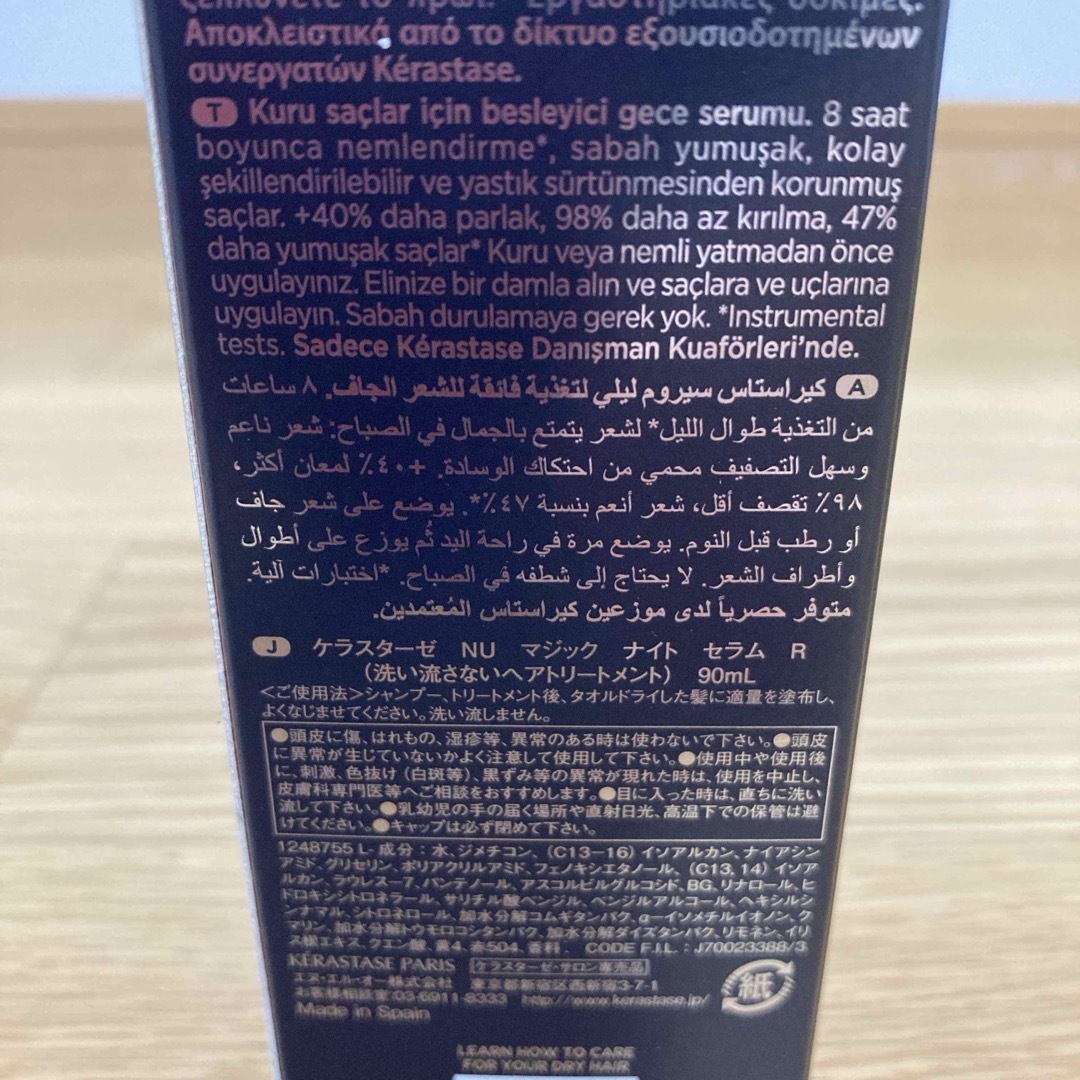 Αποκλειστικά από το δίκτυο εξουσιοδοτημένων
συνεργατών Kérastase.
T Kuru saçlar için besleyici gece serumu. 8 saat
boyunca nemlendirme*, sabah yumuşak, kolay
şekillendirilebilir ve yastık sürtünmesinden korunmuş
saçlar. +40% daha parlak, 98% daha az kırılma, 47%
daha yumuşak saçlar* Kuru veya nemli yatmadan önce
uygulayınız. Elinize bir damla alın ve saçlara ve uçlarına
uygulayın. Sabah durulamaya gerek yok. *Instrumental
tests. Sadece Kérastase Danışman Kuaförleri’nde.
A كيراستاس سيروم ليلي لتغذية فائقة للشعر الجاف. ٨ ساعات
من التغذية طوال الليل* لشعر يتمتع بالجمال في الصباح: شعر ناعم
وسهل التصفيف محمي من احتكاك الوسادة. +٤٠٪ لمعان أكثر،
٩٨٪ تقصف أقل، شعر أنعم بنسبة ٤٧٪*. يوضع على شعر جاف
أو رطب قبل النوم. يوضع مرة في راحة اليد ثُم يوزع على أطوال
وأطراف الشعر. لا يحتاج إلى شطفه في الصباح. *اختبارات آلية.
متوفر حصرياً لدى موزعين كيراستاس المُعتمدين.
J ケラスターゼ NU マジック ナイト セラム R
(洗い流さないヘアトリートメント) 90mL
<ご使用法>シャンプー、トリートメント後、タオルドライした髪に適量を塗布し、
よくなじませてください。洗い流しません。
●頭皮に傷、はれもの、湿疹等、異常のある時は使わないで下さい。●頭皮
に異常が生じていないかよく注意して使用して下さい。●使用中や使用後
に、刺激、色抜け(白斑等)、黒ずみ等の異常が現れた時は、使用を中止し、
皮膚科専門医等へご相談をおすすめします。●目に入った時は、直ちに洗い
流して下さい。●乳幼児の手の届く場所や直射日光、高温下での保管は避
けてください。●キャップは必ず閉めて下さい。
1248755 L- 成分:水、ジメチコン、(C13-16)イソアルカン、ナイアシン
アミド、グリセリン、ポリアクリルアミド、フェノキシエタノール、(C13,14)イソア
ルカン、ラウレス-7、パンテノール、アスコルビルグルコシド、BG、リナロール、ヒ
ドロキシシトロネラール、サリチル酸ベンジル、ベンジルアルコール、ヘキシルシ
ンナマル、シトロネロール、加水分解コムギタンパク、α-イソメチルイオノン、ク
マリン、加水分解トウモロコシタンパク、加水分解ダイズタンパク、リモネン、イリ
ス根エキス、クエン酸、黄4、赤504、香料 CODE F.I.L.: J70023388/3
KÉRASTASE PARIS ケラスターゼ・サロン専売品
エヌ・エル・オー株式会社 東京都新宿区西新宿3-7-1
お客様相談室:03-6911-8333 http://www.kerastase.jp/
紙
Made in Spain
LEARN HOW TO CARE
FOR YOUR DRY HAIR